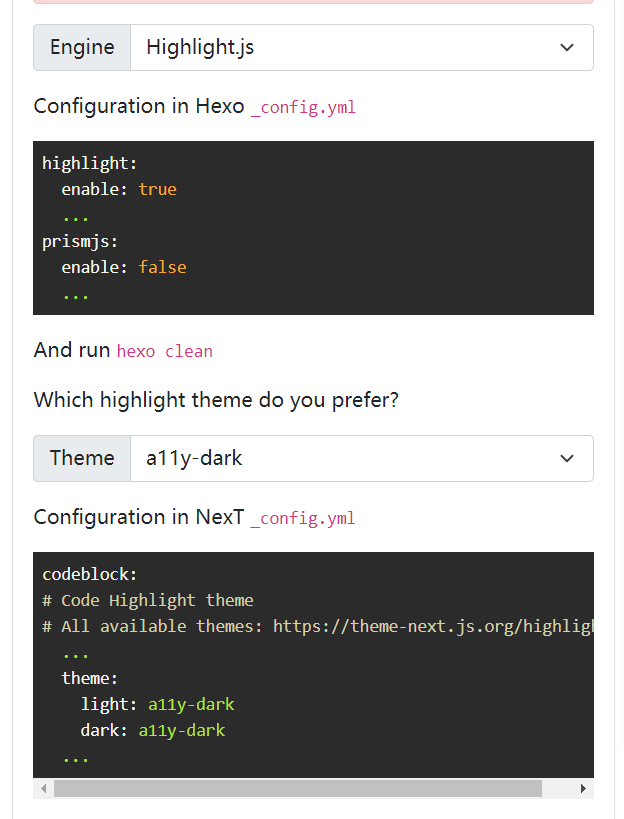 Engine Highlight.js
Configuration in Hexo _config.yml
highlight:
  enable: true
  ...
prismjs:
  enable: false
  ...
And run hexo clean
Which highlight theme do you prefer?
Theme a11y-dark
Configuration in NexT _config.yml
codeblock:
# Code Highlight theme
# All available themes: https://theme-next.js.org/highligh
  ...
  theme:
    light: a11y-dark
    dark: a11y-dark
  ...